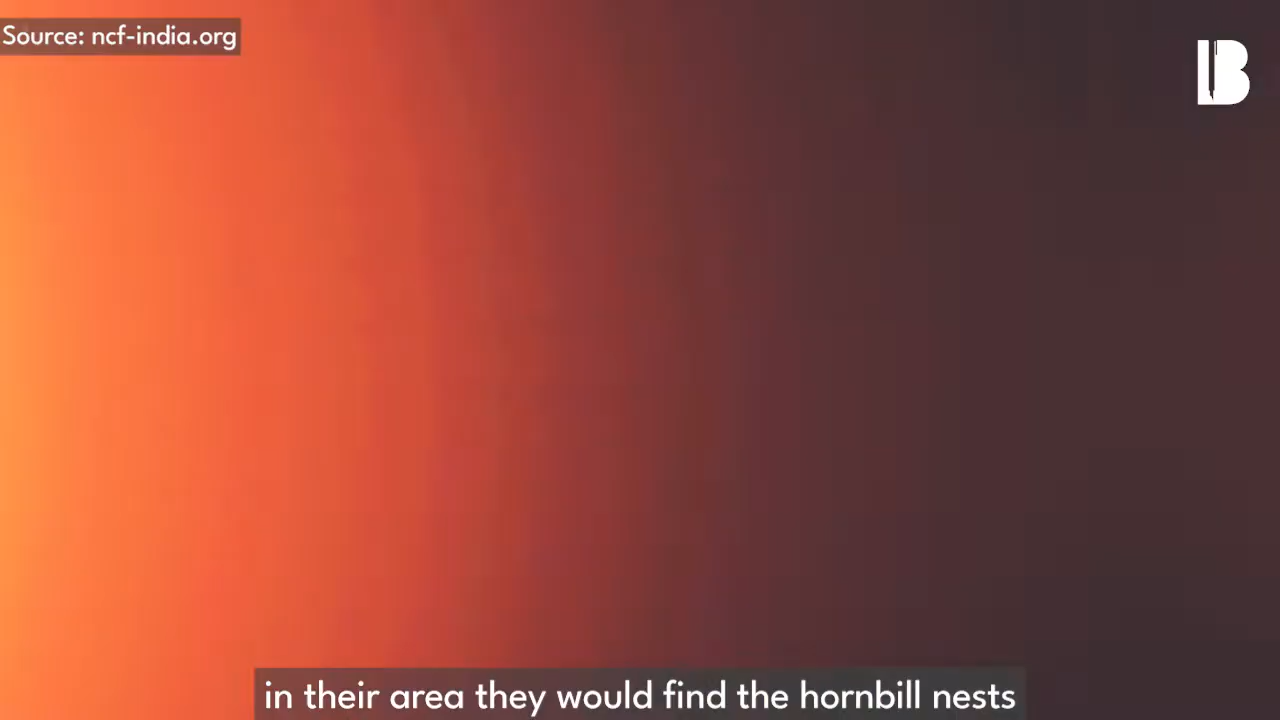 Source: ncf-india.org
B
in their area they would find the hornbill nests